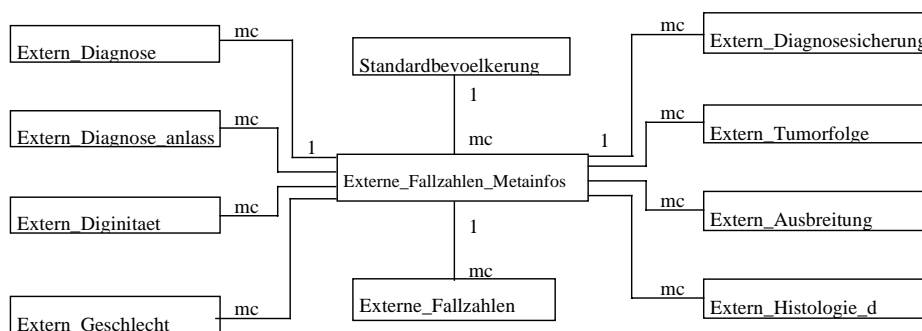 mc
mc
Extern_Diagnose
Extern_Diagnosesicherung
Standardbevoelkerung
1
mc
mc
Extern_Diagnose_anlass
Extern_Tumorfolge
1
mc
1
Externe_Fallzahlen_Metainfos
mc
mc
Extern_Diginitaet
Extern_Ausbreitung
1
mc
mc
mc
Externe_Fallzahlen
Extern_Histologie_d
Extern_Geschlecht